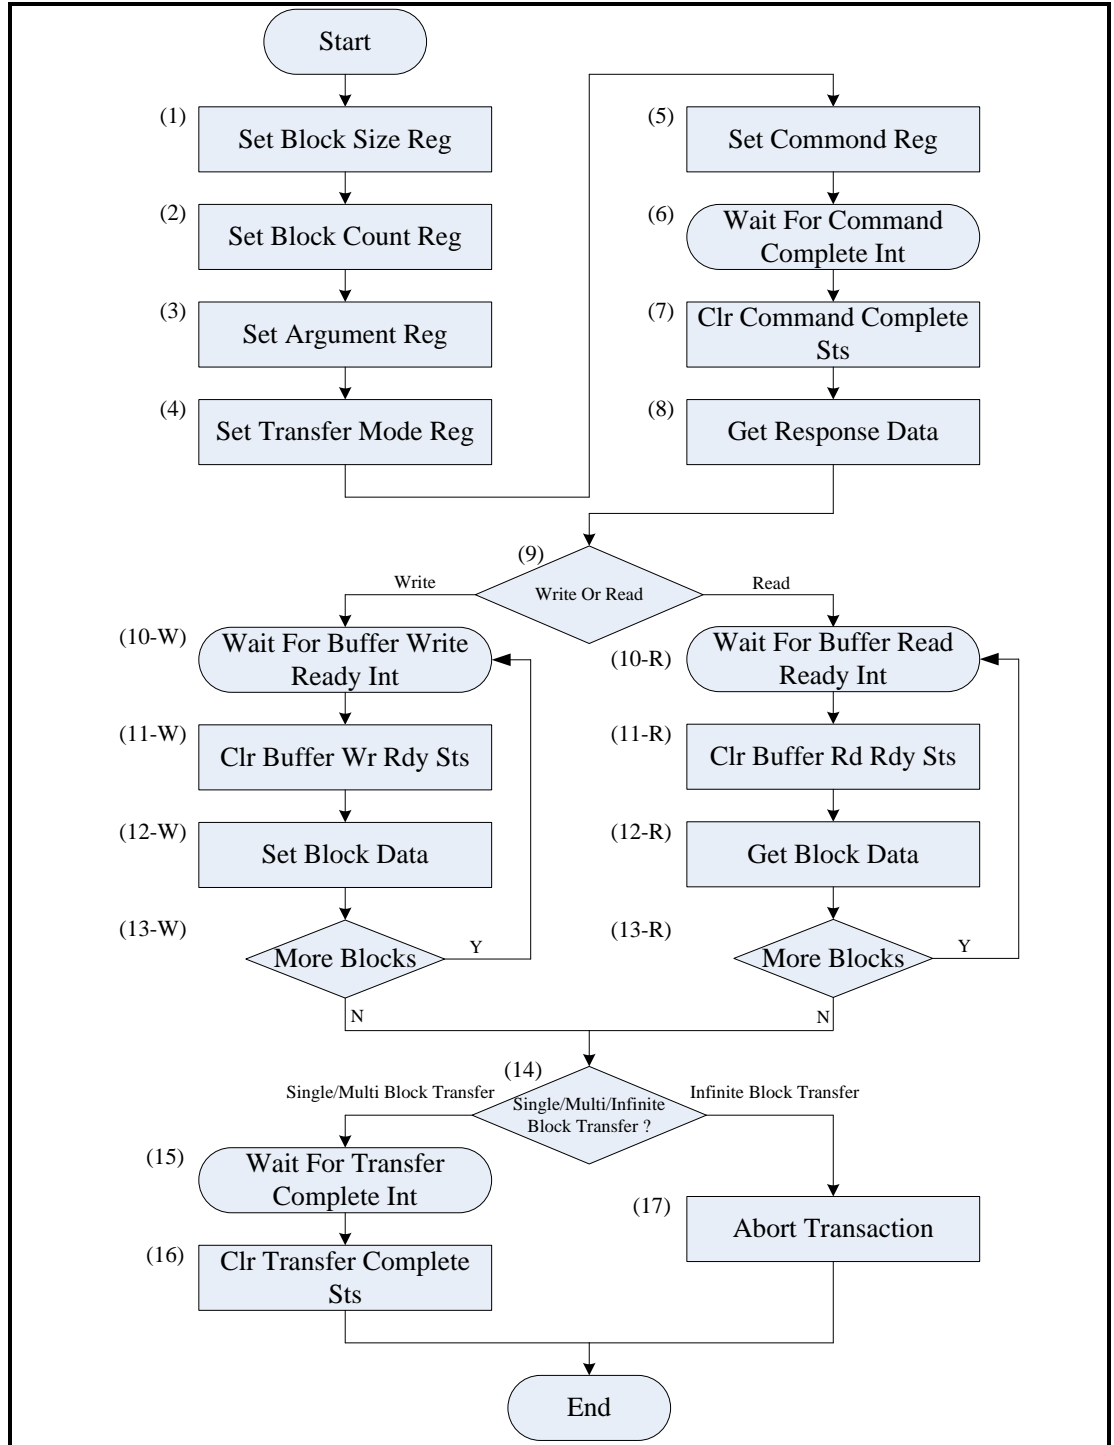 Start
(1)
Set Block Size Reg
(2)
Set Block Count Reg
(3)
Set Argument Reg
(4)
Set Transfer Mode Reg
(5)
Set Commond Reg
(6)
Wait For Command
Complete Int
(7)
Clr Command Complete
Sts
(8)
Get Response Data
(9)
Write Or Read
Write
Read
(10-W)
Wait For Buffer Write
Ready Int
(11-W)
Clr Buffer Wr Rdy Sts
(12-W)
Set Block Data
(13-W)
More Blocks
Y
N
(10-R)
Wait For Buffer Read
Ready Int
(11-R)
Clr Buffer Rd Rdy Sts
(12-R)
Get Block Data
(13-R)
More Blocks
Y
N
(14)
Single/Multi/Infinite
Block Transfer ?
Single/Multi Block Transfer
Infinite Block Transfer
(15)
Wait For Transfer
Complete Int
(16)
Clr Transfer Complete
Sts
(17)
Abort Transaction
End